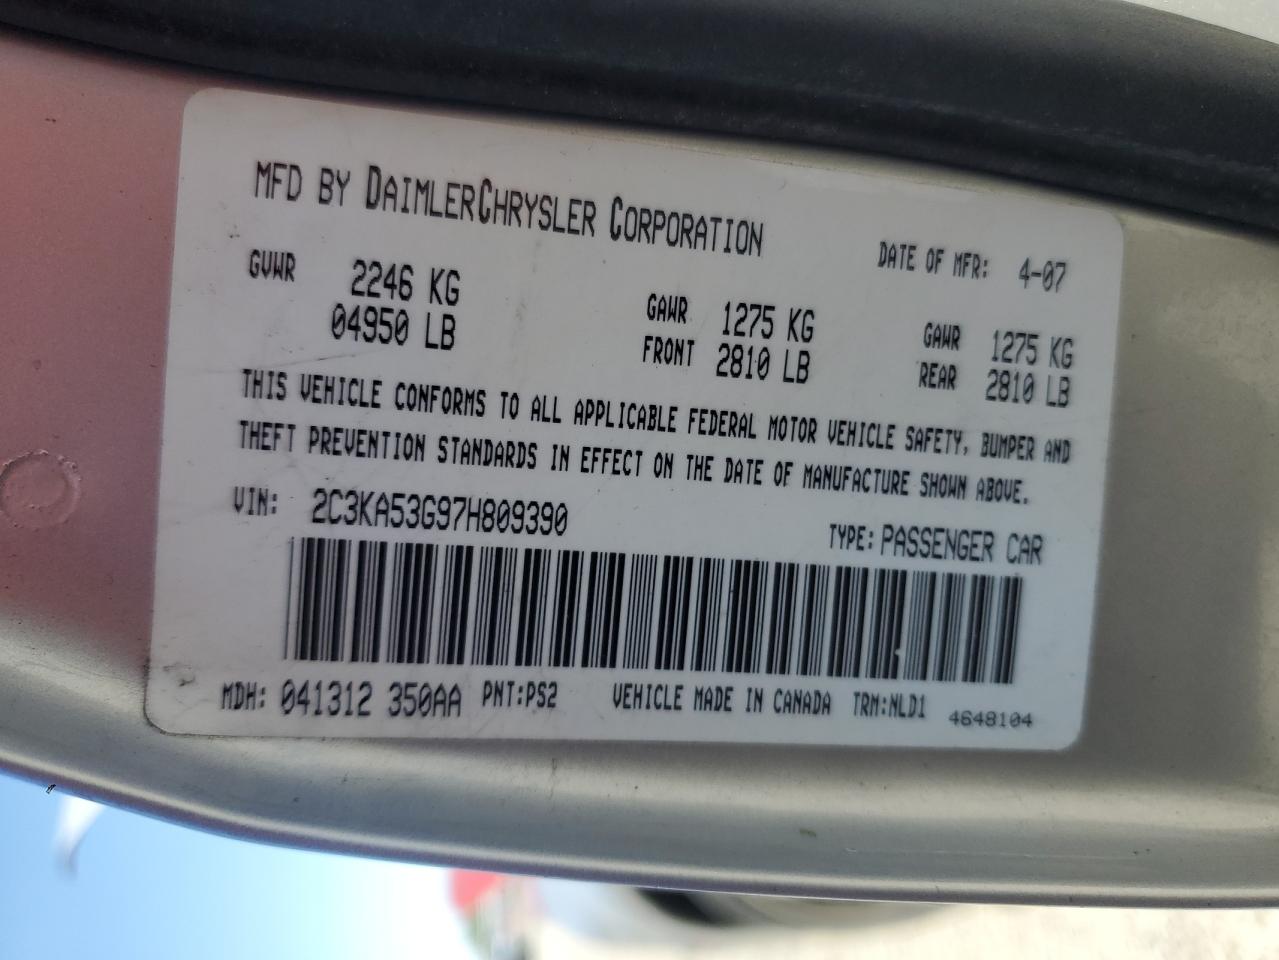 MFD BY DAIMLERCHRYSLER CORPORATION
DATE OF MFR: 4-07
GVWR 2246 KG
04950 LB
GAWR FRONT 1275 KG
2810 LB
GAWR REAR 1275 KG
2810 LB
THIS VEHICLE CONFORMS TO ALL APPLICABLE FEDERAL MOTOR VEHICLE SAFETY, BUMPER AND
THEFT PREVENTION STANDARDS IN EFFECT ON THE DATE OF MANUFACTURE SHOWN ABOVE.
VIN: 2C3KA53G97H809390
TYPE: PASSENGER CAR
MDH: 041312 350AA PNT:PS2 VEHICLE MADE IN CANADA TRM:NLD1 4648104